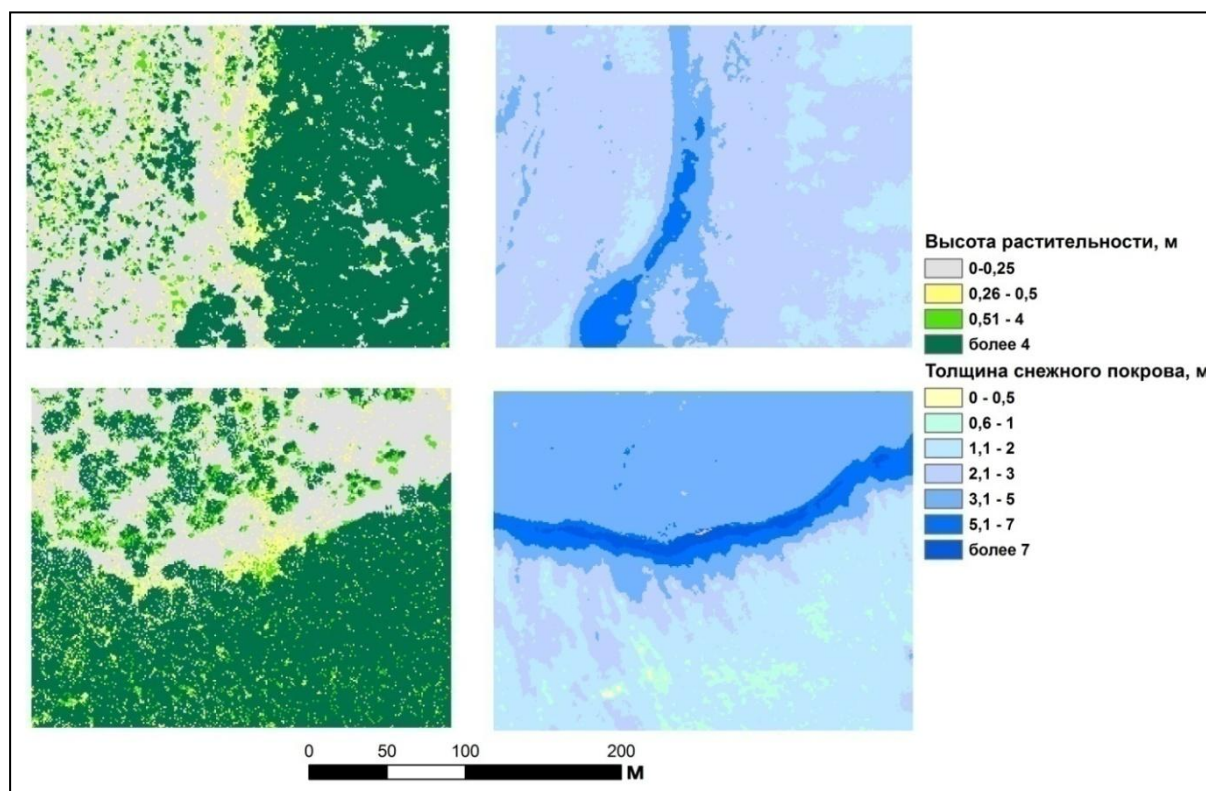 Высота растительности, м
0-0,25
0,26 - 0,5
0,51 - 4
более 4
Толщина снежного покрова, м
0 - 0,5
0,6 - 1
1,1 - 2
2,1 - 3
3,1 - 5
5,1 - 7
более 7
0 50 100 200
м